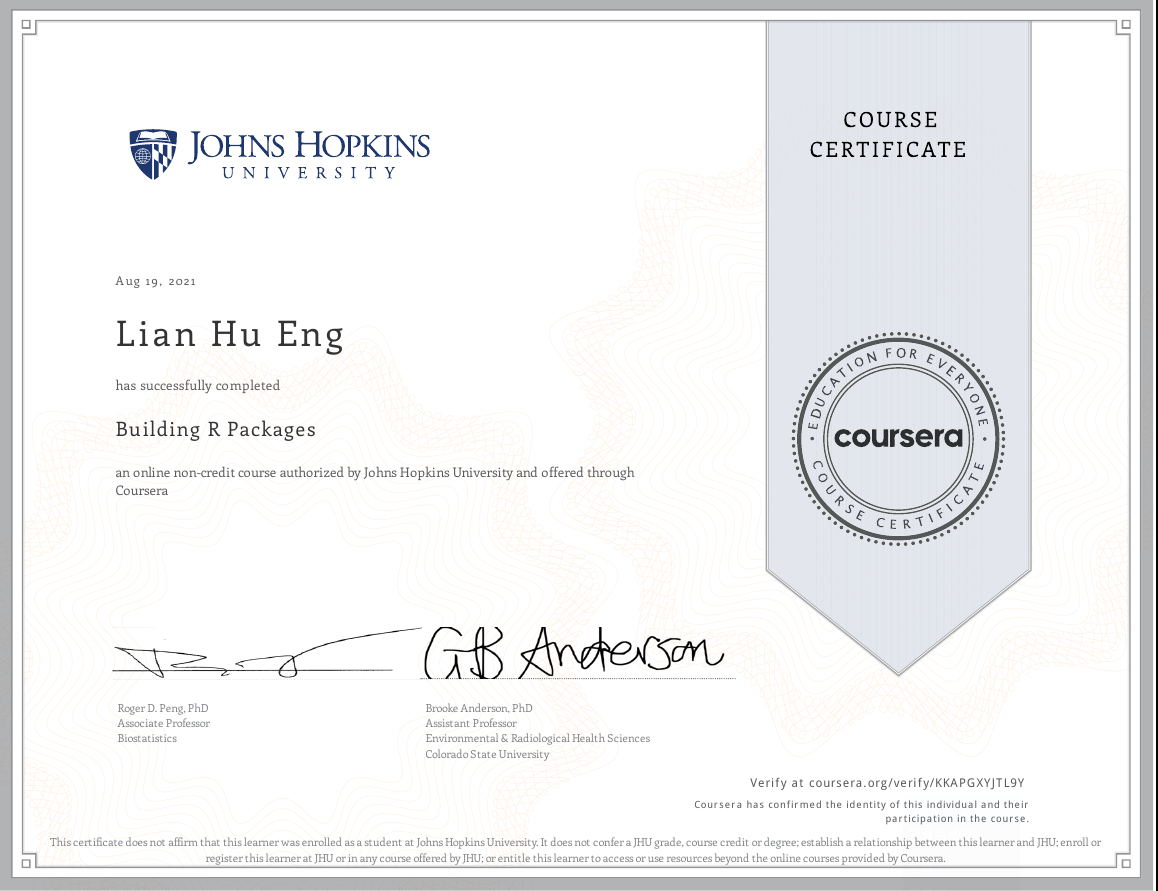 JOHNS HOPKINS
UNIVERSITY
COURSE
CERTIFICATE
Aug 19, 2021
Lian Hu Eng
has successfully completed
Building R Packages
an online non-credit course authorized by Johns Hopkins University and offered through
Coursera
EDUCATION FOR EVERYONE
coursera
COURSE CERTIFICATE
GB Anderson
Roger D. Peng, PhD
Associate Professor
Biostatistics
Brooke Anderson, PhD
Assistant Professor
Environmental & Radiological Health Sciences
Colorado State University
Verify at coursera.org/verify/KKAPGXYJTL9Y
Coursera has confirmed the identity of this individual and their
participation in the course.
This certificate does not affirm that this learner was enrolled as a student at Johns Hopkins University. It does not confer a JHU grade, course credit or degree; establish a relationship between this learner and JHU; enroll or
register this learner at JHU or in any course offered by JHU; or entitle this learner to access or use resources beyond the online courses provided by Coursera.